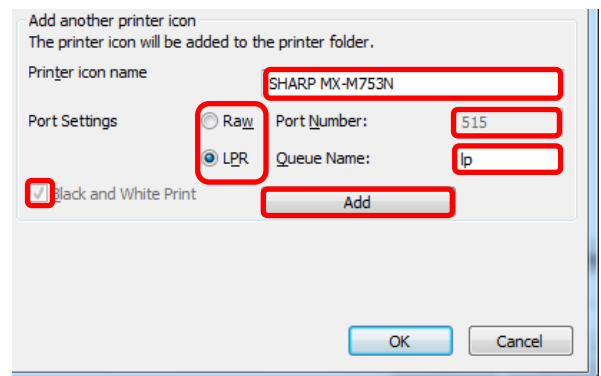 Add another printer icon
The printer icon will be added to the printer folder.
Printer icon name
SHARP MX-M753N
Port Settings
Raw Port Number: 515
LPR Queue Name: lp
Black and White Print Add
OK Cancel